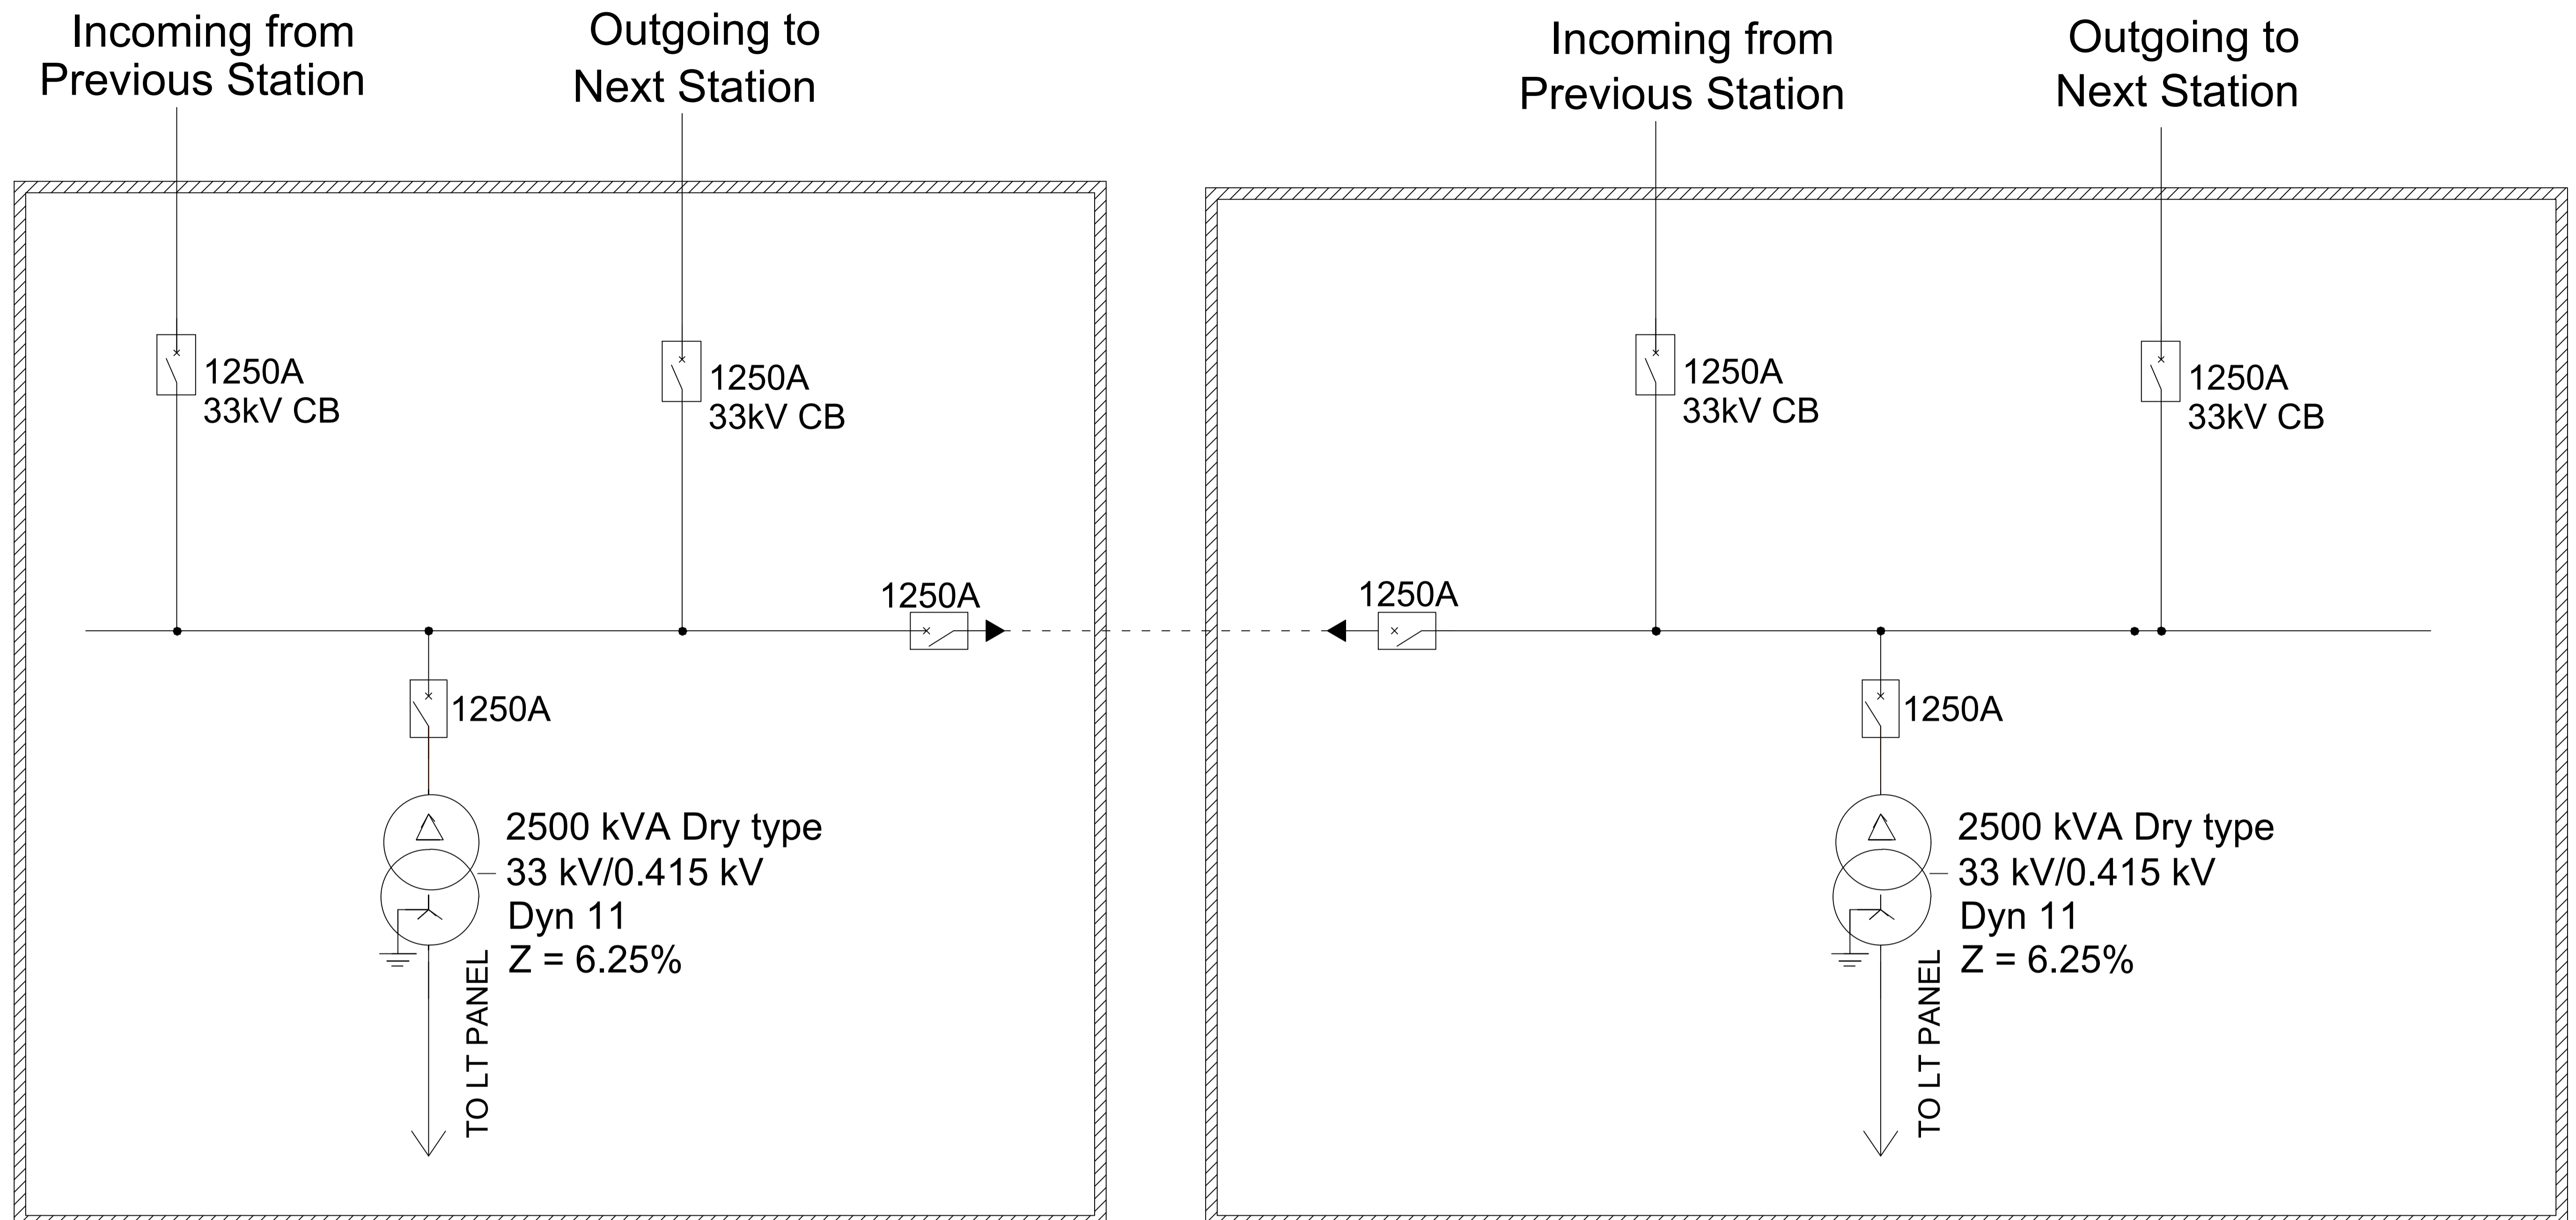 Incoming from
Previous Station
Outgoing to
Next Station
Incoming from
Previous Station
Outgoing to
Next Station
1250A
33kV CB
1250A
33kV CB
1250A
33kV CB
1250A
33kV CB
1250A
1250A
1250A
1250A
2500 kVA Dry type
33 kV/0.415 kV
Dyn 11
Z = 6.25%
TO LT PANEL
2500 kVA Dry type
33 kV/0.415 kV
Dyn 11
Z = 6.25%
TO LT PANEL